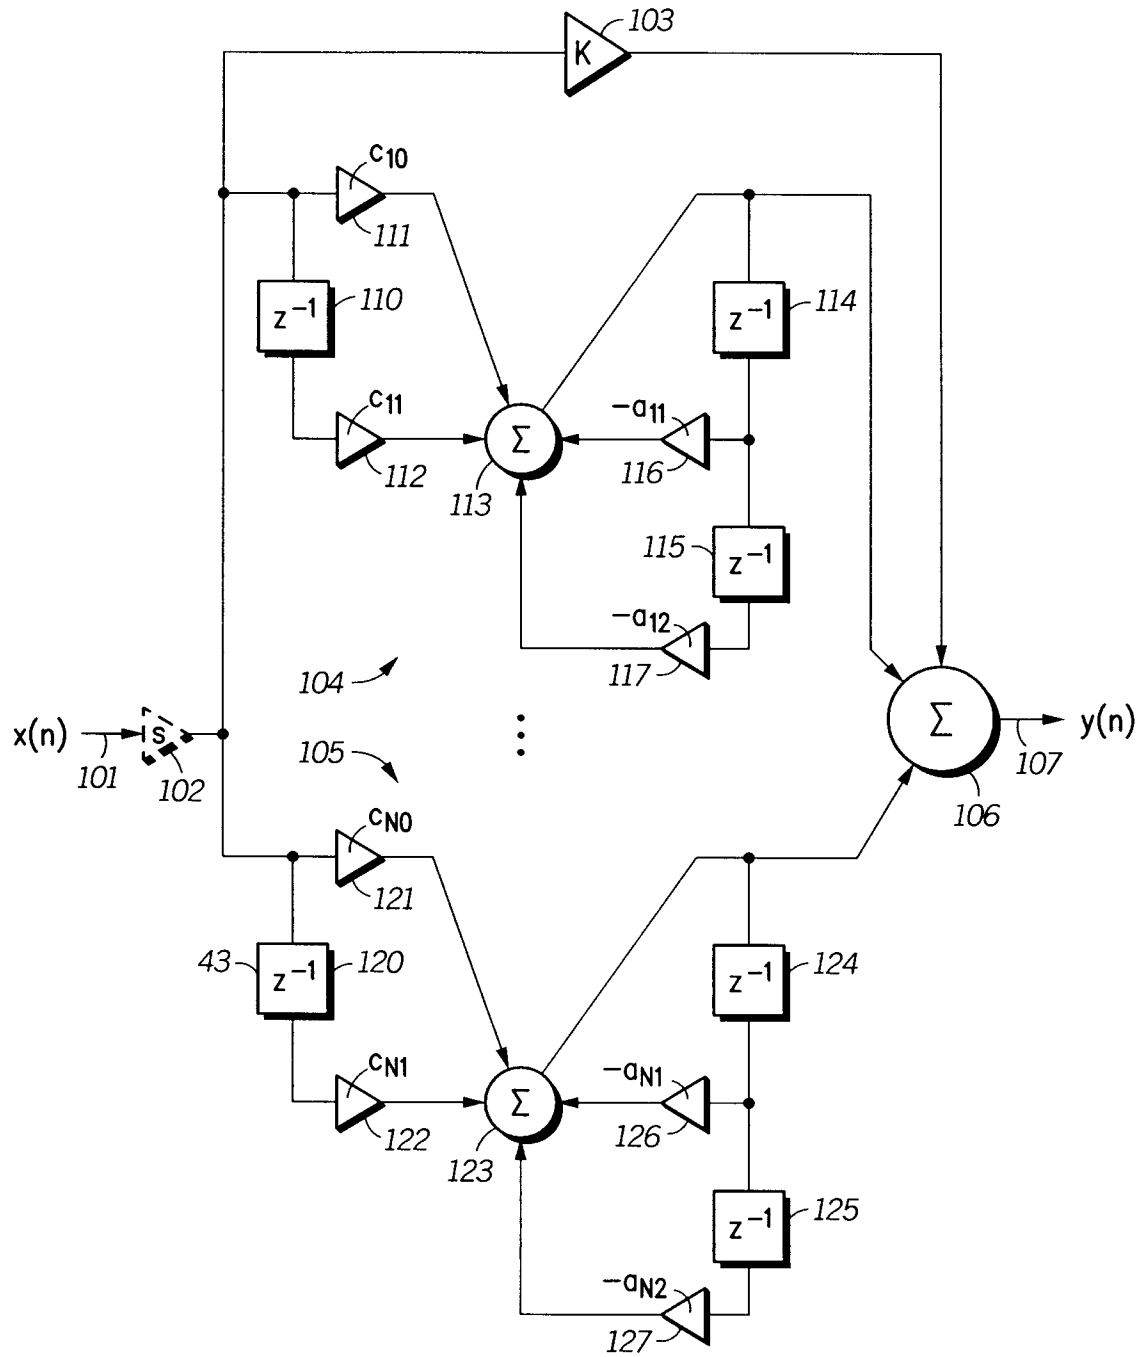 103
K
c10
111
z⁻¹ 110
z⁻¹ 114
c11
112
Σ
113
-a11
116
115 z⁻¹
-a12
117
104
x(n)
101
s
102
105
Σ
106
107
y(n)
cN0
121
43 z⁻¹ 120
z⁻¹ 124
cN1
122
Σ
123
-aN1
126
z⁻¹ 125
-aN2
127